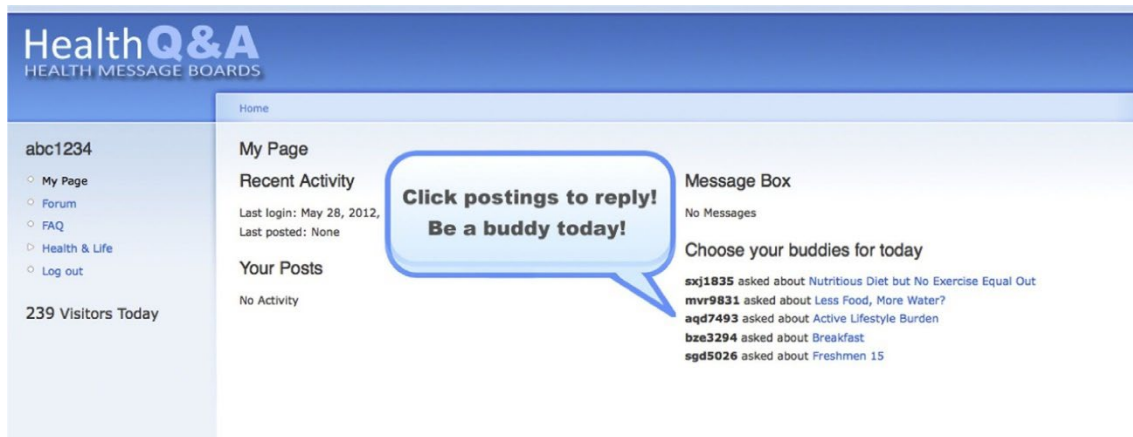 Health Q&A
HEALTH MESSAGE BOARDS
Home
abc1234
My Page
Forum
FAQ
Health & Life
Log out
239 Visitors Today
My Page
Recent Activity
Last login: May 28, 2012,
Last posted: None
Your Posts
No Activity
Click postings to reply!
Be a buddy today!
Message Box
No Messages
Choose your buddies for today
sxj1835 asked about Nutritious Diet but No Exercise Equal Out
mvr9831 asked about Less Food, More Water?
aqd7493 asked about Active Lifestyle Burden
bze3294 asked about Breakfast
sgd5026 asked about Freshmen 15